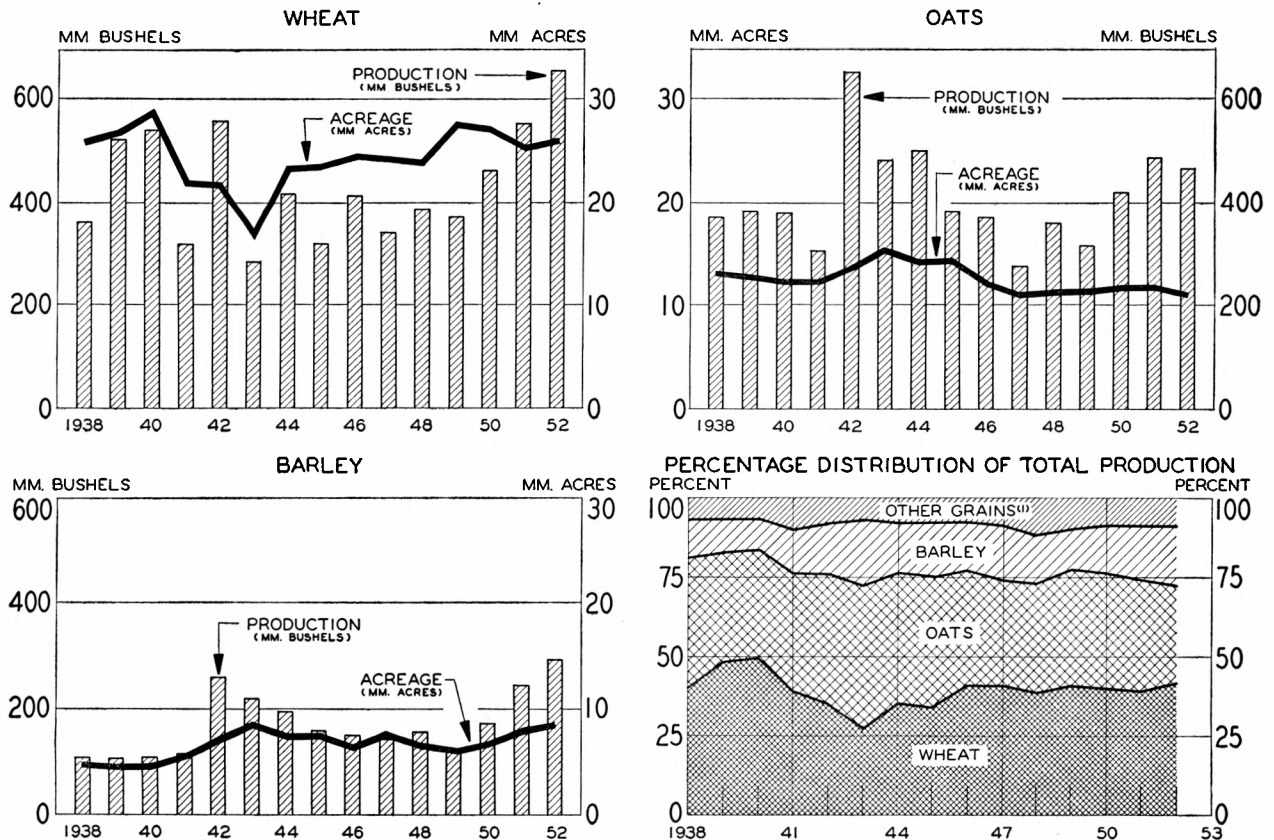 WHEAT
MM BUSHELS
MM ACRES
PRODUCTION
(MM BUSHELS)
ACREAGE
(MM ACRES)
600
400
200
0
30
20
10
0
1938 40 42 44 46 48 50 52
OATS
MM. ACRES
MM. BUSHELS
PRODUCTION
(MM. BUSHELS)
ACREAGE
(MM. ACRES)
30
20
10
0
600
400
200
0
1938 40 42 44 46 48 50 52
BARLEY
MM. BUSHELS
MM. ACRES
PRODUCTION
(MM. BUSHELS)
ACREAGE
(MM. ACRES)
600
400
200
0
30
20
10
0
1938 40 42 44 46 48 50 52
PERCENTAGE DISTRIBUTION OF TOTAL PRODUCTION
PERCENT
PERCENT
OTHER GRAINS(1)
BARLEY
OATS
WHEAT
100
75
50
25
0
100
75
50
25
0
1938 41 44 47 50 53